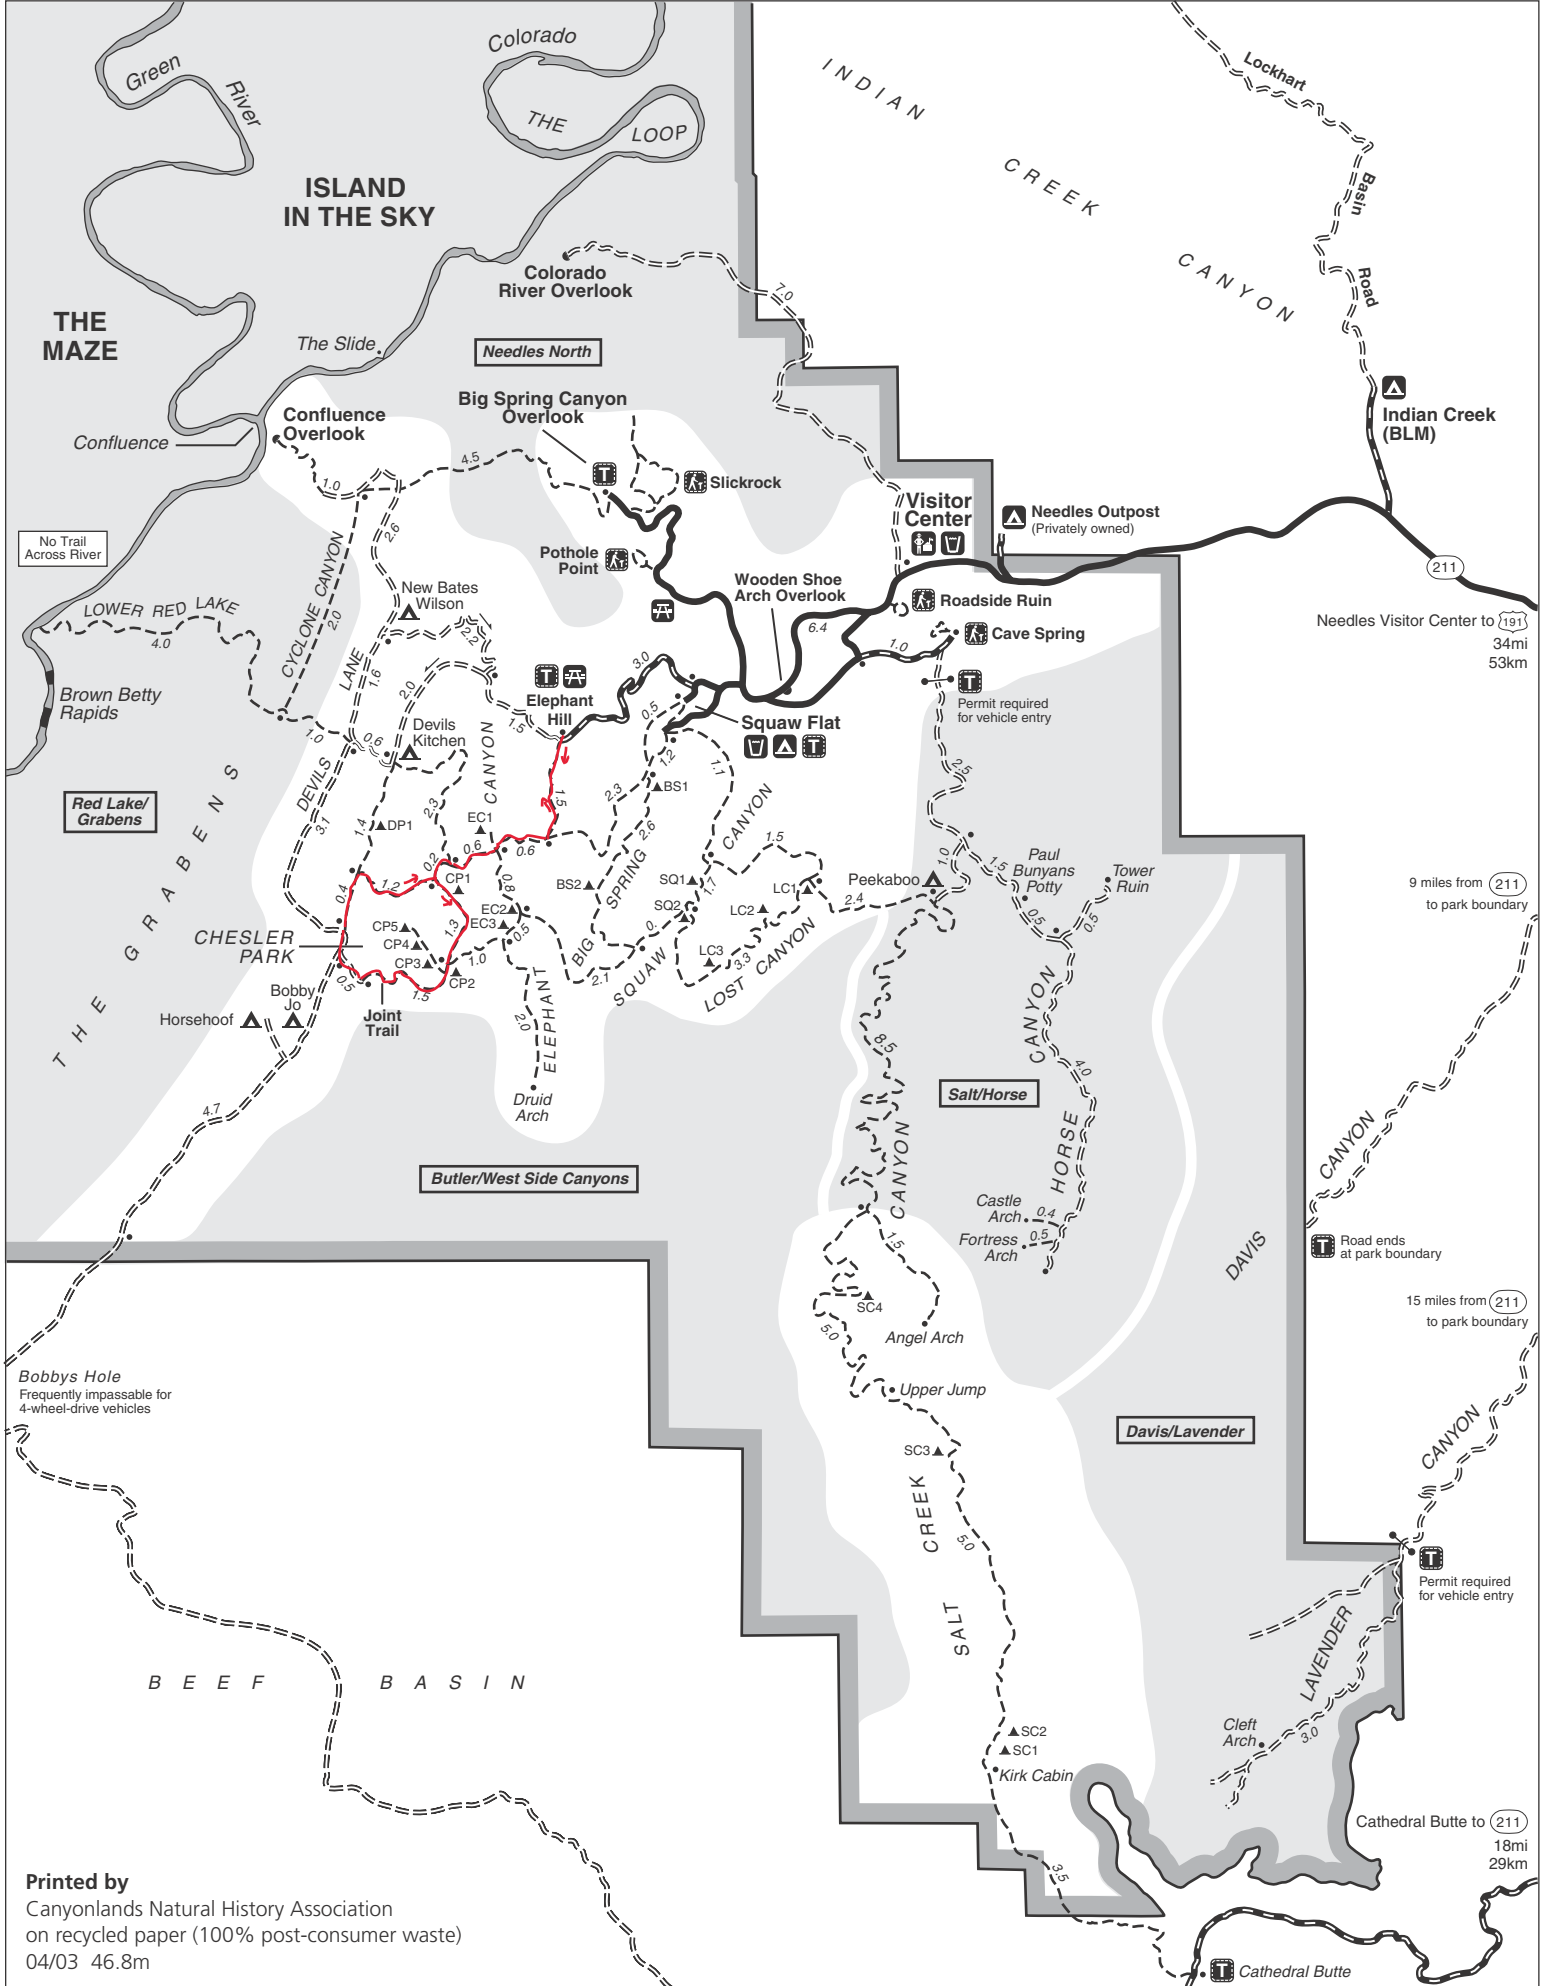 Green
River
Colorado
THE
LOOP
INDIAN
CREEK
CANYON
Lockhart
Basin
Road
ISLAND
IN THE SKY
THE
MAZE
Colorado
River Overlook
7.0
The Slide
Needles North
Confluence
Confluence
Overlook
Big Spring Canyon
Overlook
Indian Creek
(BLM)
4.5
1.0
2.6
T
Slickrock
Visitor
Center
Needles Outpost
(Privately owned)
211
No Trail
Across River
Pothole
Point
Wooden Shoe
Arch Overlook
Roadside Ruin
Cave Spring
Needles Visitor Center to 191
34mi
53km
LOWER RED LAKE
4.0
CYCLONE CANYON
2.0
New Bates
Wilson
2.2
LANE
1.6
2.0
6.4
1.0
3.0
T
Permit required
for vehicle entry
Brown Betty
Rapids
1.0
0.6
Devils
Kitchen
T
Elephant
Hill
1.5
0.5
Squaw Flat
T
Red Lake/
Grabens
THE GRABENS
DEVILS
3.1
CANYON
2.3
1.5
2.3
1.2
1.1
BS1
2.6
CANYON
2.5
DP1
1.4
EC1
0.6
0.6
0.2
1.5
1.0
1.5
Paul
Bunyans
Potty
Tower
Ruin
9 miles from 211
to park boundary
0.4
1.2
CP1
0.8
BS2
SPRING
SQ1
1.7
LC1
Peekaboo
2.4
0.5
0.5
CHESLER
PARK
CP5
CP4
CP3
1.3
EC2
EC3
0.5
SQ2
0.
LC2
LC3
3.3
1.0
CP2
BIG
2.1
SQUAW
LOST CANYON
0.5
1.5
Joint
Trail
Bobby
Jo
Horsehoof
2.0
ELEPHANT
Druid
Arch
8.5
CANYON
4.0
HORSE
Salt/Horse
4.7
CANYON
CANYON
Butler/West Side Canyons
Castle
Arch
0.4
Fortress
Arch
0.5
1.5
DAVIS
T
Road ends
at park boundary
SC4
5.0
Angel Arch
15 miles from 211
to park boundary
Bobbys Hole
Frequently impassable for
4-wheel-drive vehicles
Upper Jump
Davis/Lavender
CANYON
SC3
CREEK
5.0
T
Permit required
for vehicle entry
SALT
LAVENDER
BEEF BASIN
SC2
SC1
Kirk Cabin
Cleft
Arch
3.0
Cathedral Butte to 211
18mi
29km
3.5
T
Cathedral Butte
Printed by
Canyonlands Natural History Association
on recycled paper (100% post-consumer waste)
04/03 46.8m